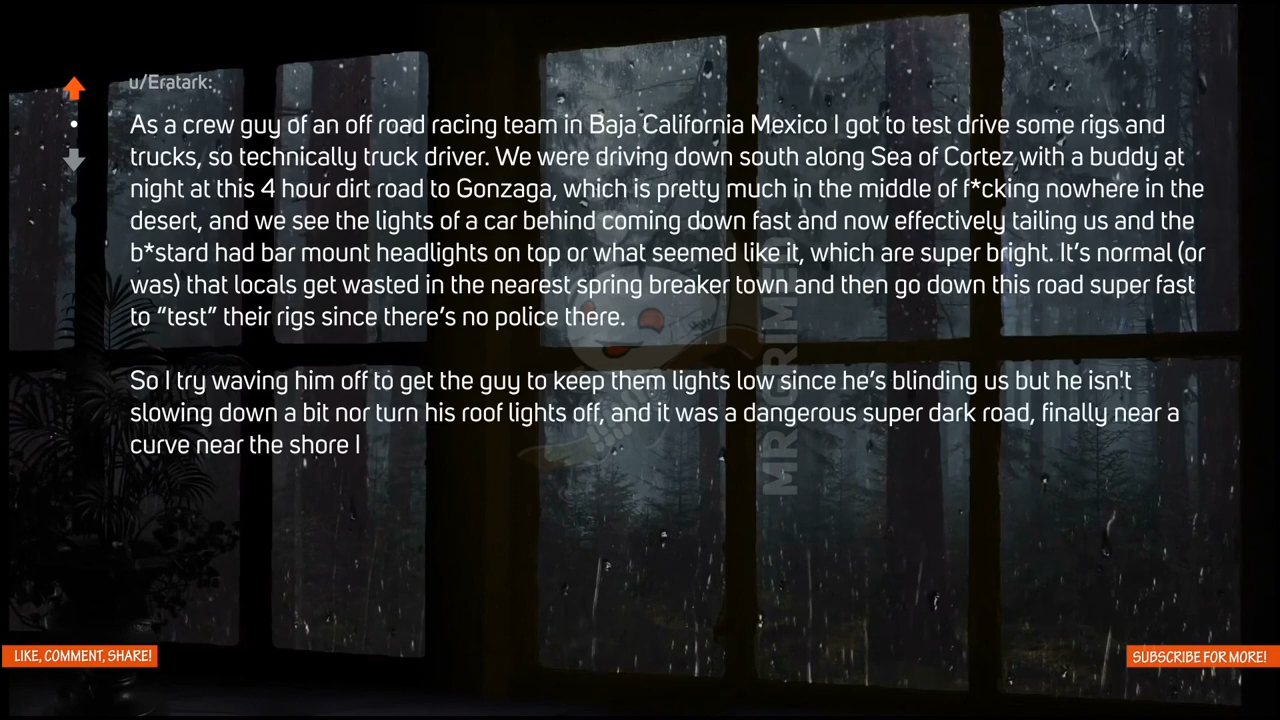 u/Eratark:
As a crew guy of an off road racing team in Baja California Mexico I got to test drive some rigs and
trucks, so technically truck driver. We were driving down south along Sea of Cortez with a buddy at
night at this 4 hour dirt road to Gonzaga, which is pretty much in the middle of f*cking nowhere in the
desert, and we see the lights of a car behind coming down fast and now effectively tailing us and the
b*stard had bar mount headlights on top or what seemed like it, which are super bright. It's normal (or
was) that locals get wasted in the nearest spring breaker town and then go down this road super fast
to "test" their rigs since there's no police there.
So I try waving him off to get the guy to keep them lights low since he's blinding us but he isn't
slowing down a bit nor turn his roof lights off, and it was a dangerous super dark road, finally near a
curve near the shore I
MR GRIMED
LIKE, COMMENT, SHARE!
SUBSCRIBE FOR MORE!